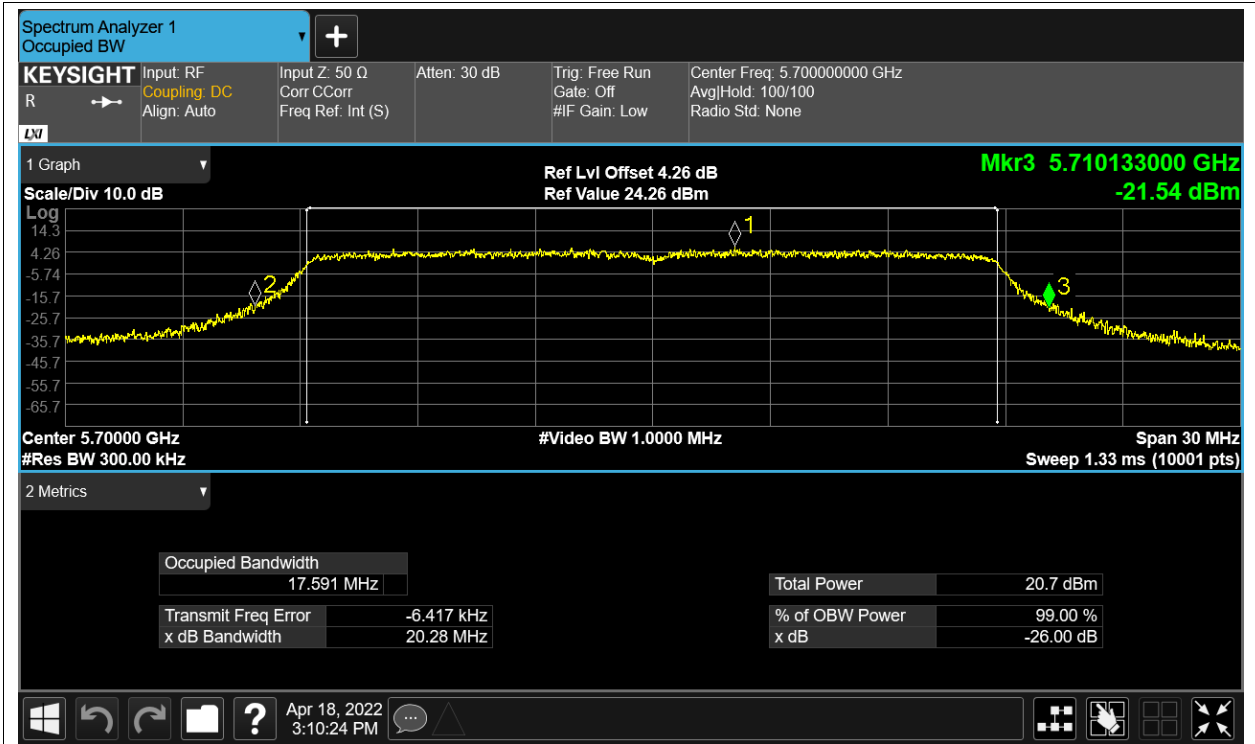 Spectrum Analyzer 1
Occupied BW
KEYSIGHT
R
LXI
Input: RF
Coupling: DC
Align: Auto
Input Z: 50 Ω
Corr CCorr
Freq Ref: Int (S)
Atten: 30 dB
Trig: Free Run
Gate: Off
#IF Gain: Low
Center Freq: 5.700000000 GHz
Avg|Hold: 100/100
Radio Std: None
1 Graph
Scale/Div 10.0 dB
Ref Lvl Offset 4.26 dB
Ref Value 24.26 dBm
Mkr3 5.710133000 GHz
-21.54 dBm
Log
14.3
4.26
-5.74
-15.7
-25.7
-35.7
-45.7
-55.7
-65.7
1
2
3
Center 5.70000 GHz
#Video BW 1.0000 MHz
Span 30 MHz
#Res BW 300.00 kHz
Sweep 1.33 ms (10001 pts)
2 Metrics
Occupied Bandwidth
17.591 MHz
Transmit Freq Error -6.417 kHz
x dB Bandwidth 20.28 MHz
Total Power 20.7 dBm
% of OBW Power 99.00 %
x dB -26.00 dB
?
Apr 18, 2022
3:10:24 PM